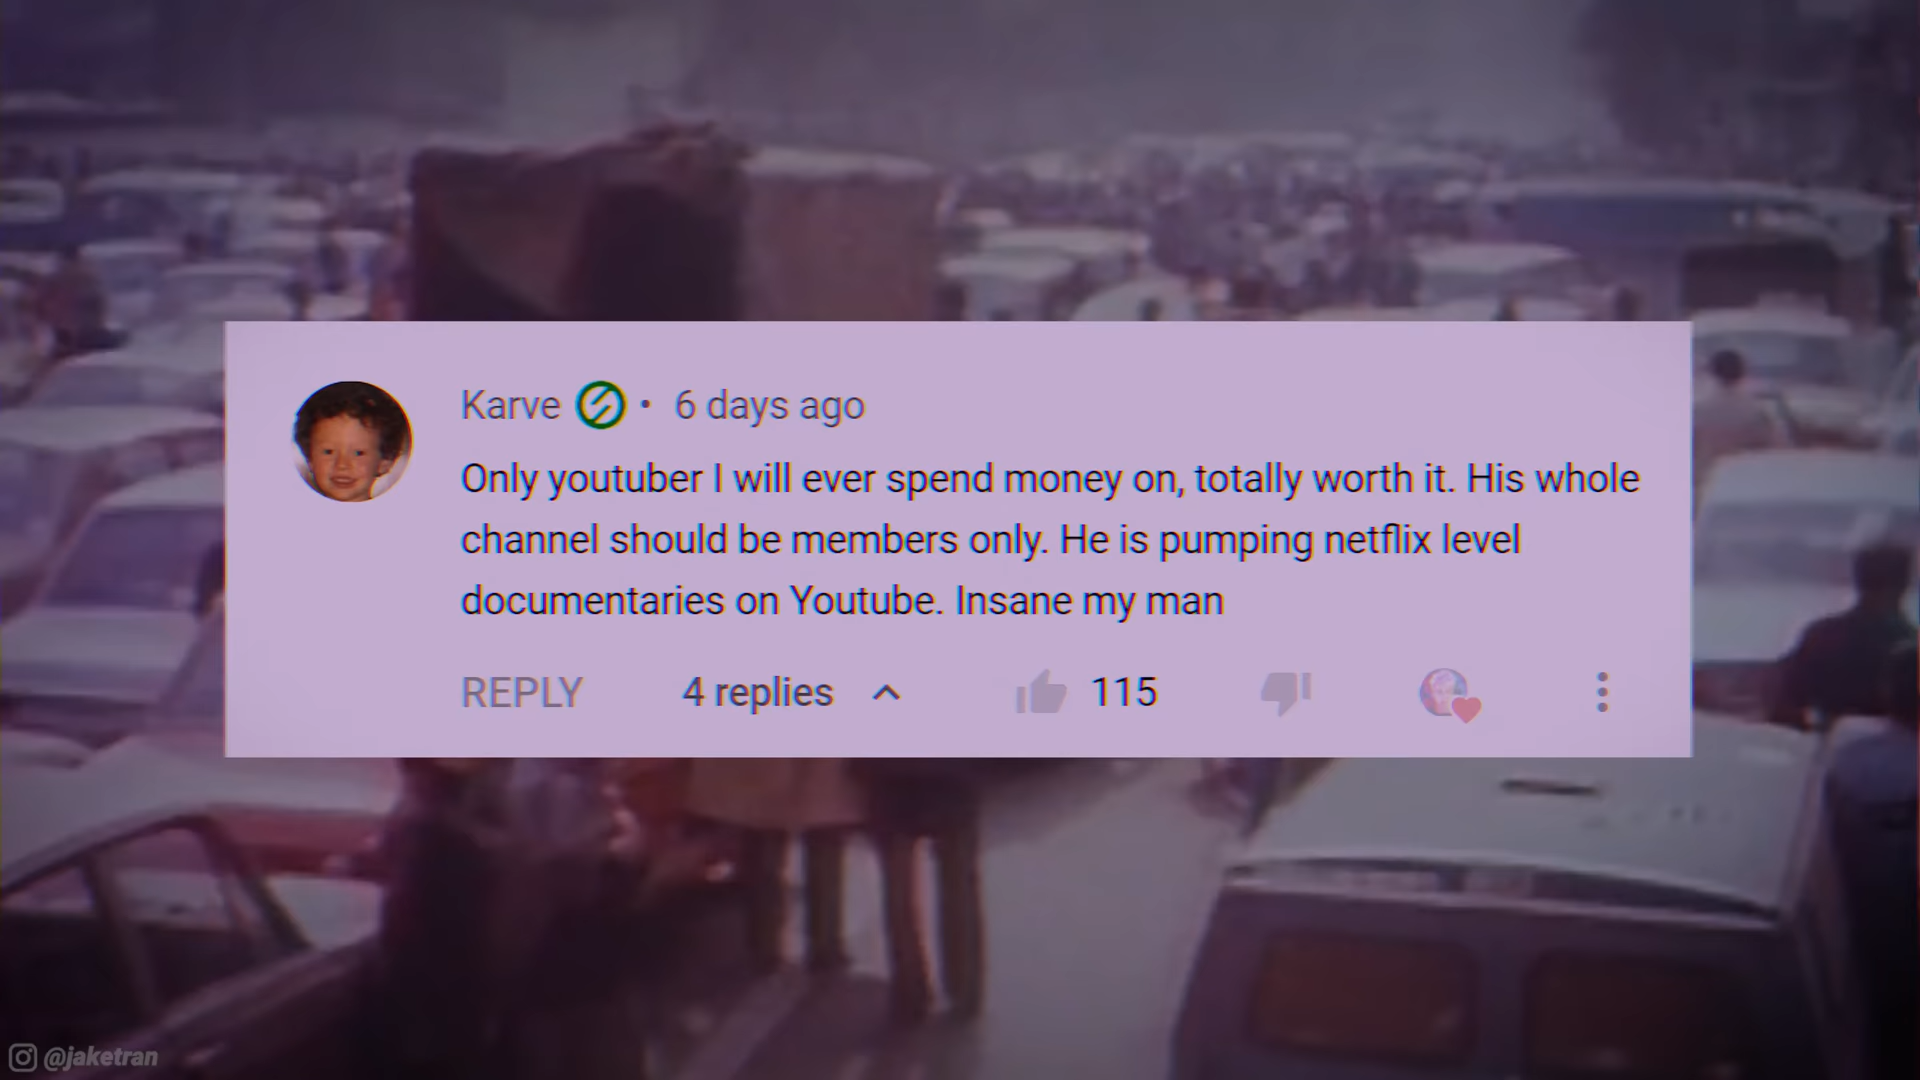 Karve • 6 days ago
Only youtuber I will ever spend money on, totally worth it. His whole
channel should be members only. He is pumping netflix level
documentaries on Youtube. Insane my man
REPLY 4 replies 115
@jaketran